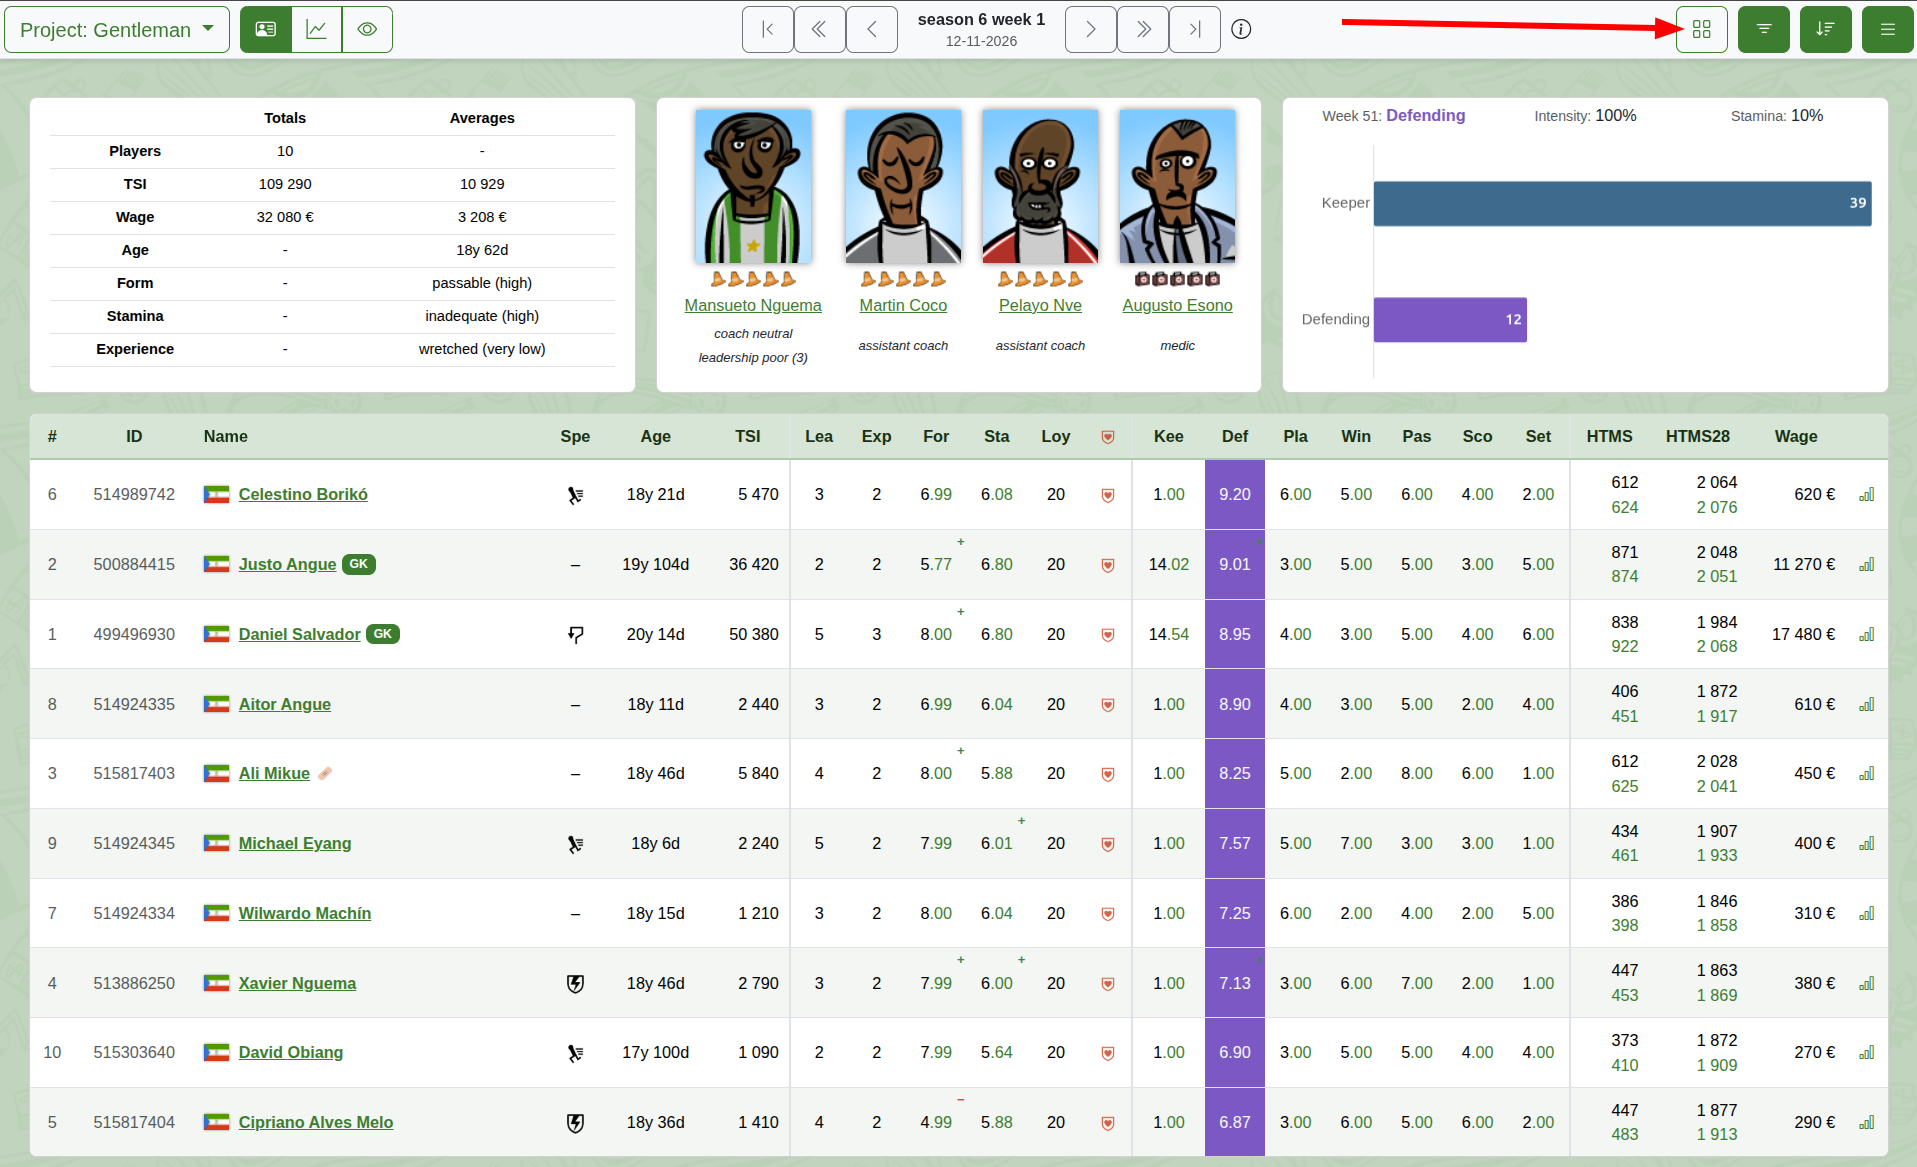 Project: Gentleman
season 6 week 1
12-11-2026
Totals Averages
Players 10 -
TSI 109 290 10 929
Wage 32 080 € 3 208 €
Age - 18y 62d
Form - passable (high)
Stamina - inadequate (high)
Experience - wretched (very low)
Mansueto Nguema Martin Coco Pelayo Nve Augusto Esono
coach neutral
leadership poor (3)
assistant coach assistant coach medic
Week 51: Defending Intensity: 100% Stamina: 10%
Keeper 39
Defending 12
# ID Name Spe Age TSI Lea Exp For Sta Loy Kee Def Pla Win Pas Sco Set HTMS HTMS28 Wage
6 514989742 Celestino Borikó 18y 21d 5 470 3 2 6.99 6.08 20 1.00 9.20 6.00 5.00 6.00 4.00 2.00 612 2 064 620 €
624 2 076
+
2 500884415 Justo Angue GK – 19y 104d 36 420 2 2 5.77 6.80 20 14.02 9.01 3.00 5.00 5.00 3.00 5.00 871 2 048 11 270 €
874 2 051
+
1 499496930 Daniel Salvador GK 20y 14d 50 380 5 3 8.00 6.80 20 14.54 8.95 4.00 3.00 5.00 4.00 6.00 838 1 984 17 480 €
922 2 068
8 514924335 Aitor Angue – 18y 11d 2 440 3 2 6.99 6.04 20 1.00 8.90 4.00 3.00 5.00 2.00 4.00 406 1 872 610 €
451 1 917
+
3 515817403 Ali Mikue – 18y 46d 5 840 4 2 8.00 5.88 20 1.00 8.25 5.00 2.00 8.00 6.00 1.00 612 2 028 450 €
625 2 041
+
9 514924345 Michael Eyang 18y 6d 2 240 5 2 7.99 6.01 20 1.00 7.57 5.00 7.00 3.00 3.00 1.00 434 1 907 400 €
461 1 933
7 514924334 Wilwardo Machín – 18y 15d 1 210 3 2 8.00 6.04 20 1.00 7.25 6.00 2.00 4.00 2.00 5.00 386 1 846 310 €
398 1 858
+ +
4 513886250 Xavier Nguema 18y 46d 2 790 3 2 7.99 6.00 20 1.00 7.13 3.00 6.00 7.00 2.00 1.00 447 1 863 380 €
453 1 869
10 515303640 David Obiang 17y 100d 1 090 2 2 7.99 5.64 20 1.00 6.90 3.00 5.00 5.00 4.00 4.00 373 1 872 270 €
410 1 909
–
5 515817404 Cipriano Alves Melo 18y 36d 1 410 4 2 4.99 5.88 20 1.00 6.87 3.00 6.00 5.00 6.00 2.00 447 1 877 290 €
483 1 913